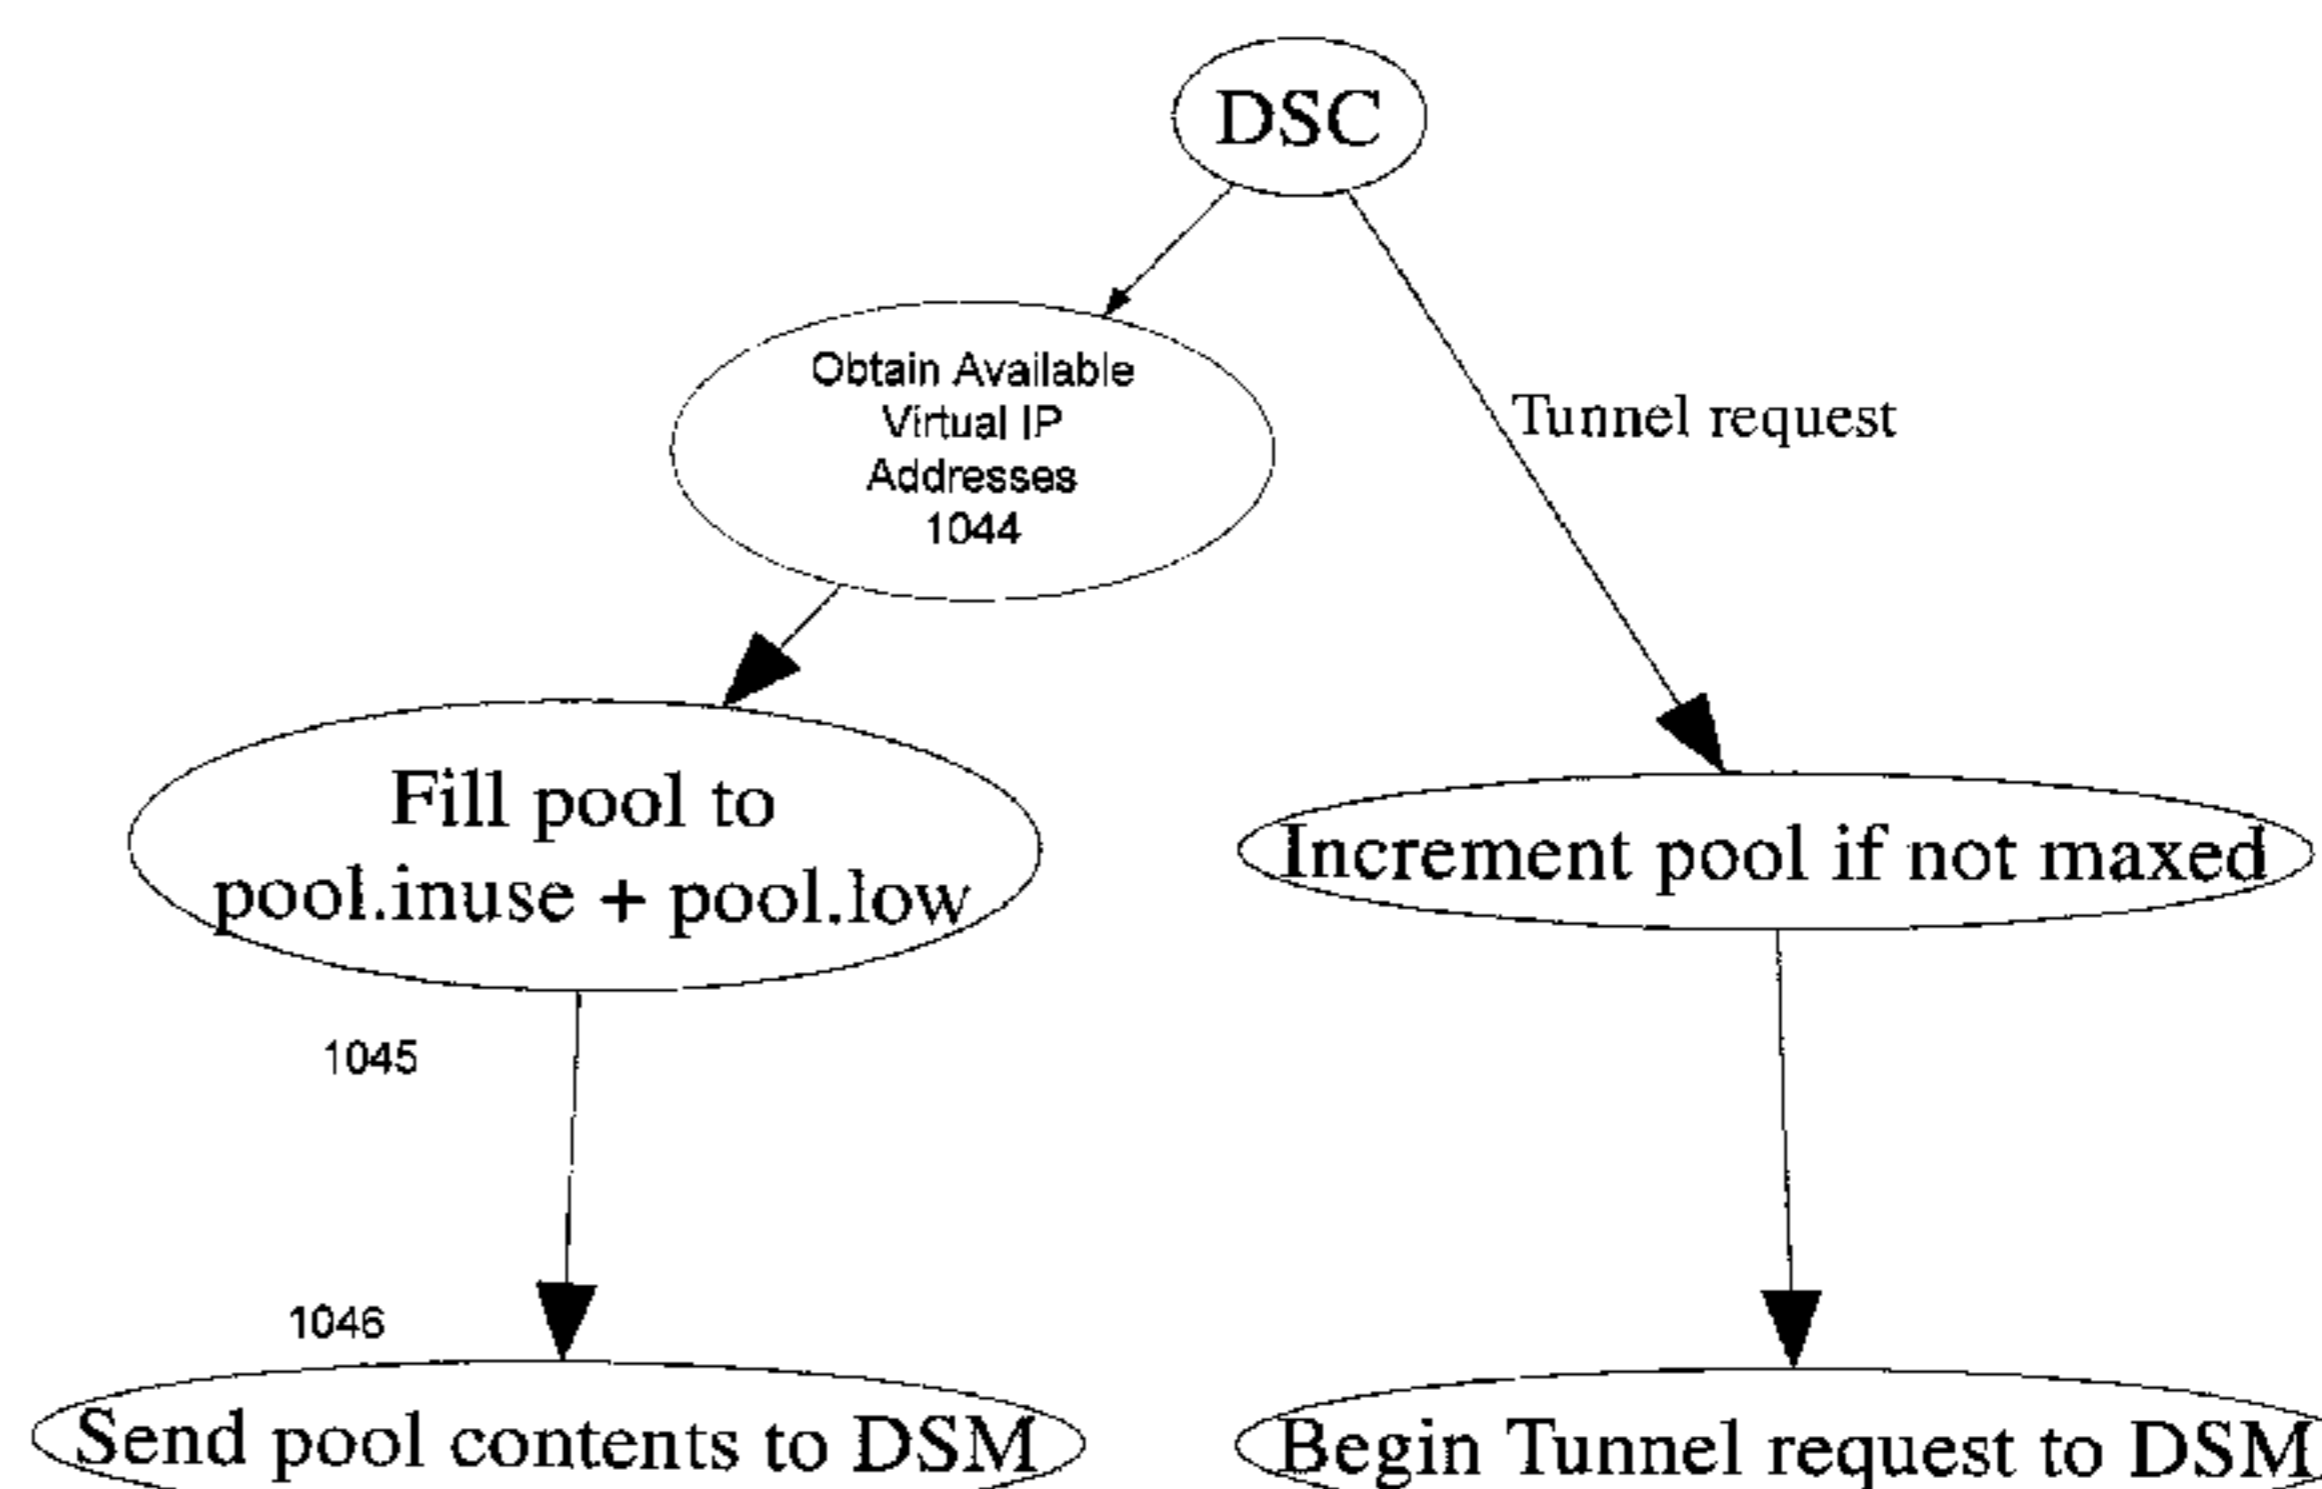 DSC
Obtain Available
Virtual IP
Addresses
1044
Tunnel request
Fill pool to
pool.inuse + pool.low
Increment pool if not maxed
1045
1046
Send pool contents to DSM
Begin Tunnel request to DSM